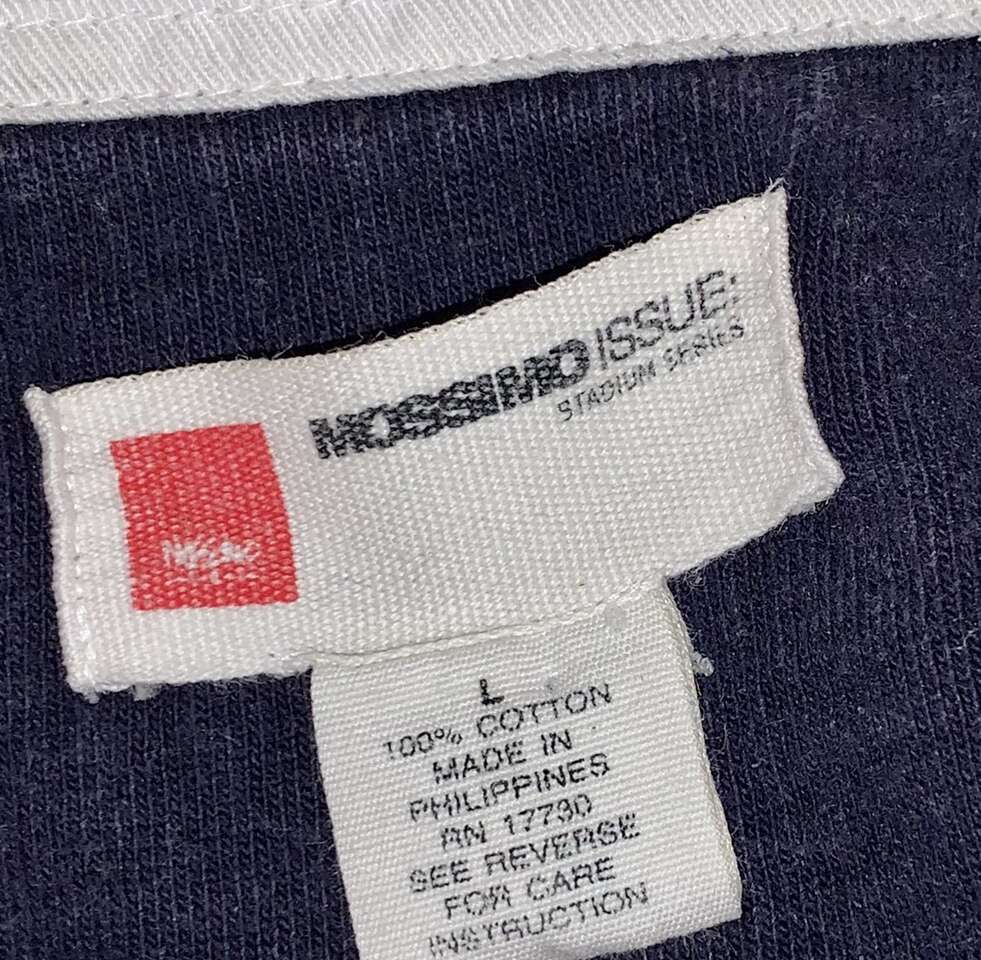 MOSSIMO ISSUE:
STADIUM SERIES
L
100% COTTON
MADE IN
PHILIPPINES
RN 17730
SEE REVERSE
FOR CARE
INSTRUCTION